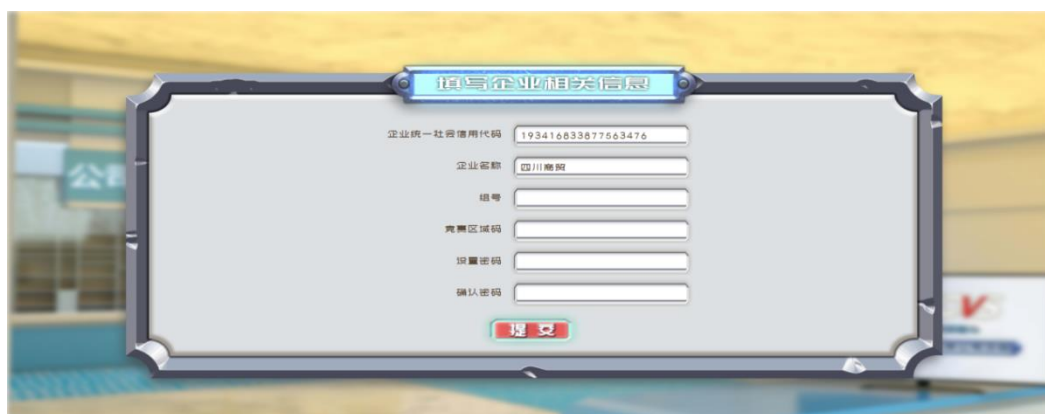 填写企业相关信息
企业统一社会信用代码 193416833877563476
企业名称 四川商贸
组号
竞赛区域码
设置密码
确认密码
提交
公司